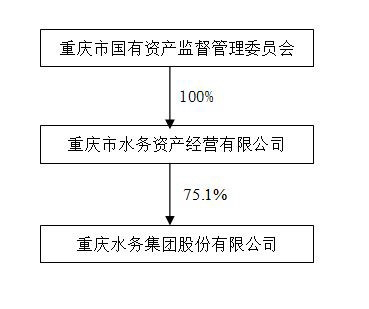 重庆市国有资产监督管理委员会
100%
重庆市水务资产经营有限公司
75.1%
重庆水务集团股份有限公司